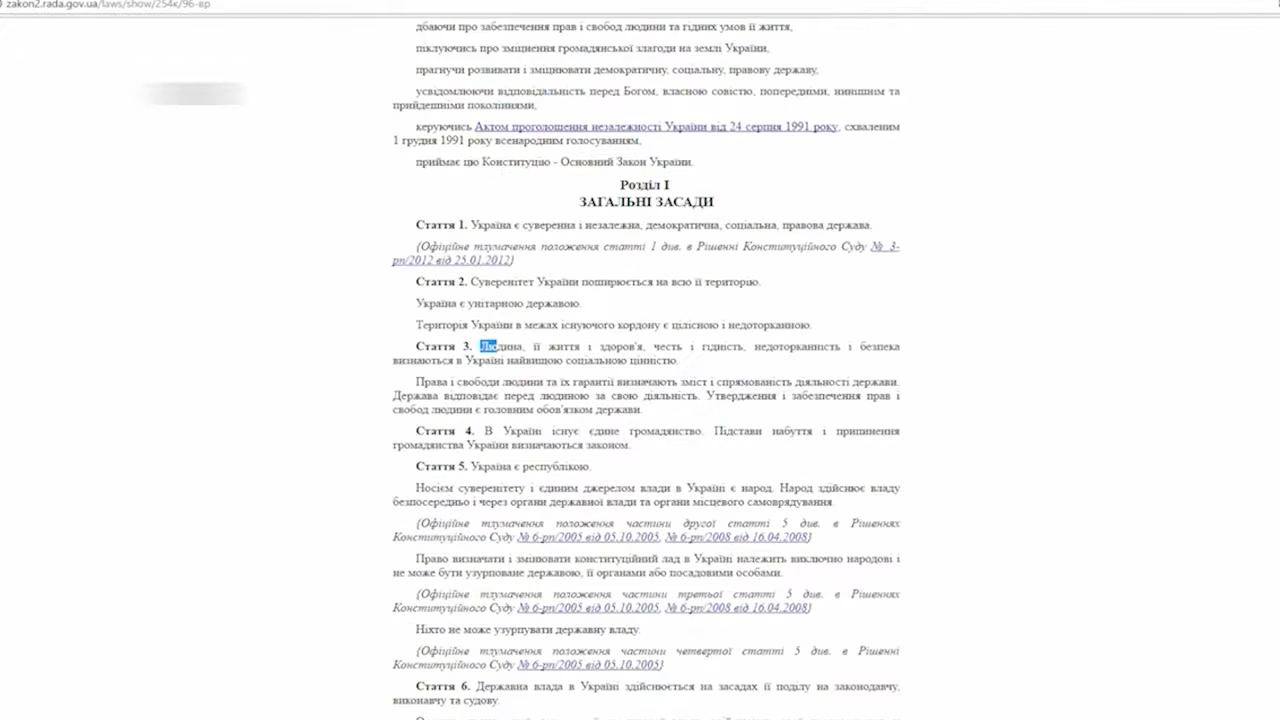 zakon2.rada.gov.ua/laws/show/254к/96-вр
дбаючи про забезпечення прав і свобод людини та гідних умов її життя,
піклуючись про зміцнення громадянської злагоди на землі України,
прагнучи розвивати і зміцнювати демократичну, соціальну, правову державу,
усвідомлюючи відповідальність перед Богом, власною совістю, попередніми, нинішнім та
прийдешніми поколіннями,
керуючись Актом проголошення незалежності України від 24 серпня 1991 року, схваленим
1 грудня 1991 року всенародним голосуванням,
приймає цю Конституцію - Основний Закон України.
Розділ I
ЗАГАЛЬНІ ЗАСАДИ
Стаття 1. Україна є суверенна і незалежна, демократична, соціальна, правова держава.
{Офіційне тлумачення положення статті 1 див. в Рішенні Конституційного Суду № 3-
рп/2012 від 25.01.2012}
Стаття 2. Суверенітет України поширюється на всю її територію.
Україна є унітарною державою.
Територія України в межах існуючого кордону є цілісною і недоторканною.
Стаття 3. Людина, її життя і здоров'я, честь і гідність, недоторканність і безпека
визнаються в Україні найвищою соціальною цінністю.
Права і свободи людини та їх гарантії визначають зміст і спрямованість діяльності держави.
Держава відповідає перед людиною за свою діяльність. Утвердження і забезпечення прав і
свобод людини є головним обов'язком держави.
Стаття 4. В Україні існує єдине громадянство. Підстави набуття і припинення
громадянства України визначаються законом.
Стаття 5. Україна є республікою.
Носієм суверенітету і єдиним джерелом влади в Україні є народ. Народ здійснює владу
безпосередньо і через органи державної влади та органи місцевого самоврядування.
{Офіційне тлумачення положення частини другої статті 5 див. в Рішеннях
Конституційного Суду № 6-рп/2005 від 05.10.2005, № 6-рп/2008 від 16.04.2008}
Право визначати і змінювати конституційний лад в Україні належить виключно народові і
не може бути узурповане державою, її органами або посадовими особами.
{Офіційне тлумачення положення частини третьої статті 5 див. в Рішеннях
Конституційного Суду № 6-рп/2005 від 05.10.2005, № 6-рп/2008 від 16.04.2008}
Ніхто не може узурпувати державну владу.
{Офіційне тлумачення положення частини четвертої статті 5 див. в Рішенні
Конституційного Суду № 6-рп/2005 від 05.10.2005}
Стаття 6. Державна влада в Україні здійснюється на засадах її поділу на законодавчу,
виконавчу та судову.